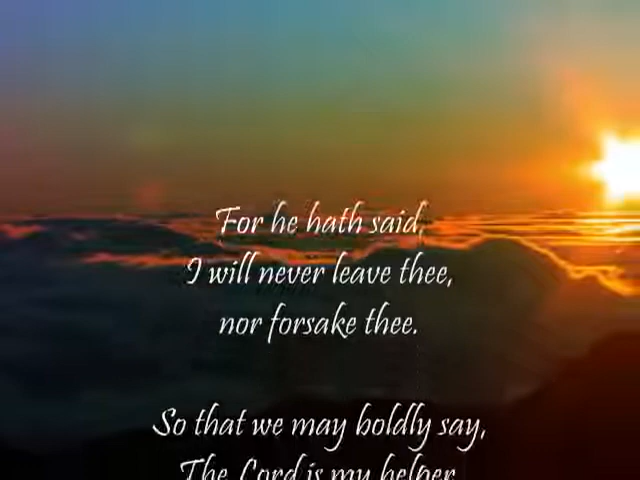 For he hath said,
I will never leave thee,
nor forsake thee.
So that we may boldly say,
The Lord is my helper